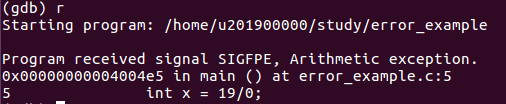 (gdb) r
Starting program: /home/u201900000/study/error_example
Program received signal SIGFPE, Arithmetic exception.
0x00000000004004e5 in main () at error_example.c:5
5 int x = 19/0;